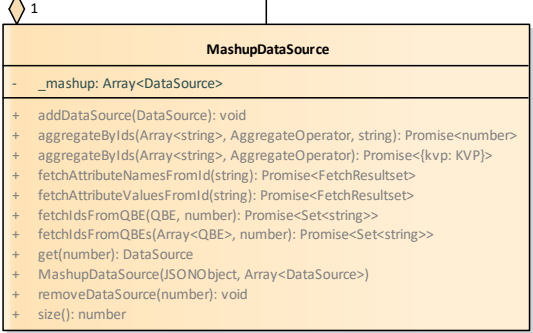 1
MashupDataSource
- _mashup: Array<DataSource>
+ addDataSource(DataSource): void
+ aggregateByIds(Array<string>, AggregateOperator, string): Promise<number>
+ aggregateByIds(Array<string>, AggregateOperator): Promise<{kvp: KVP}>
+ fetchAttributeNamesFromId(string): Promise<FetchResultset>
+ fetchAttributeValuesFromId(string): Promise<FetchResultset>
+ fetchIdsFromQBE(QBE, number): Promise<Set<string>>
+ fetchIdsFromQBEs(Array<QBE>, number): Promise<Set<string>>
+ get(number): DataSource
+ MashupDataSource(JSONObject, Array<DataSource>)
+ removeDataSource(number): void
+ size(): number